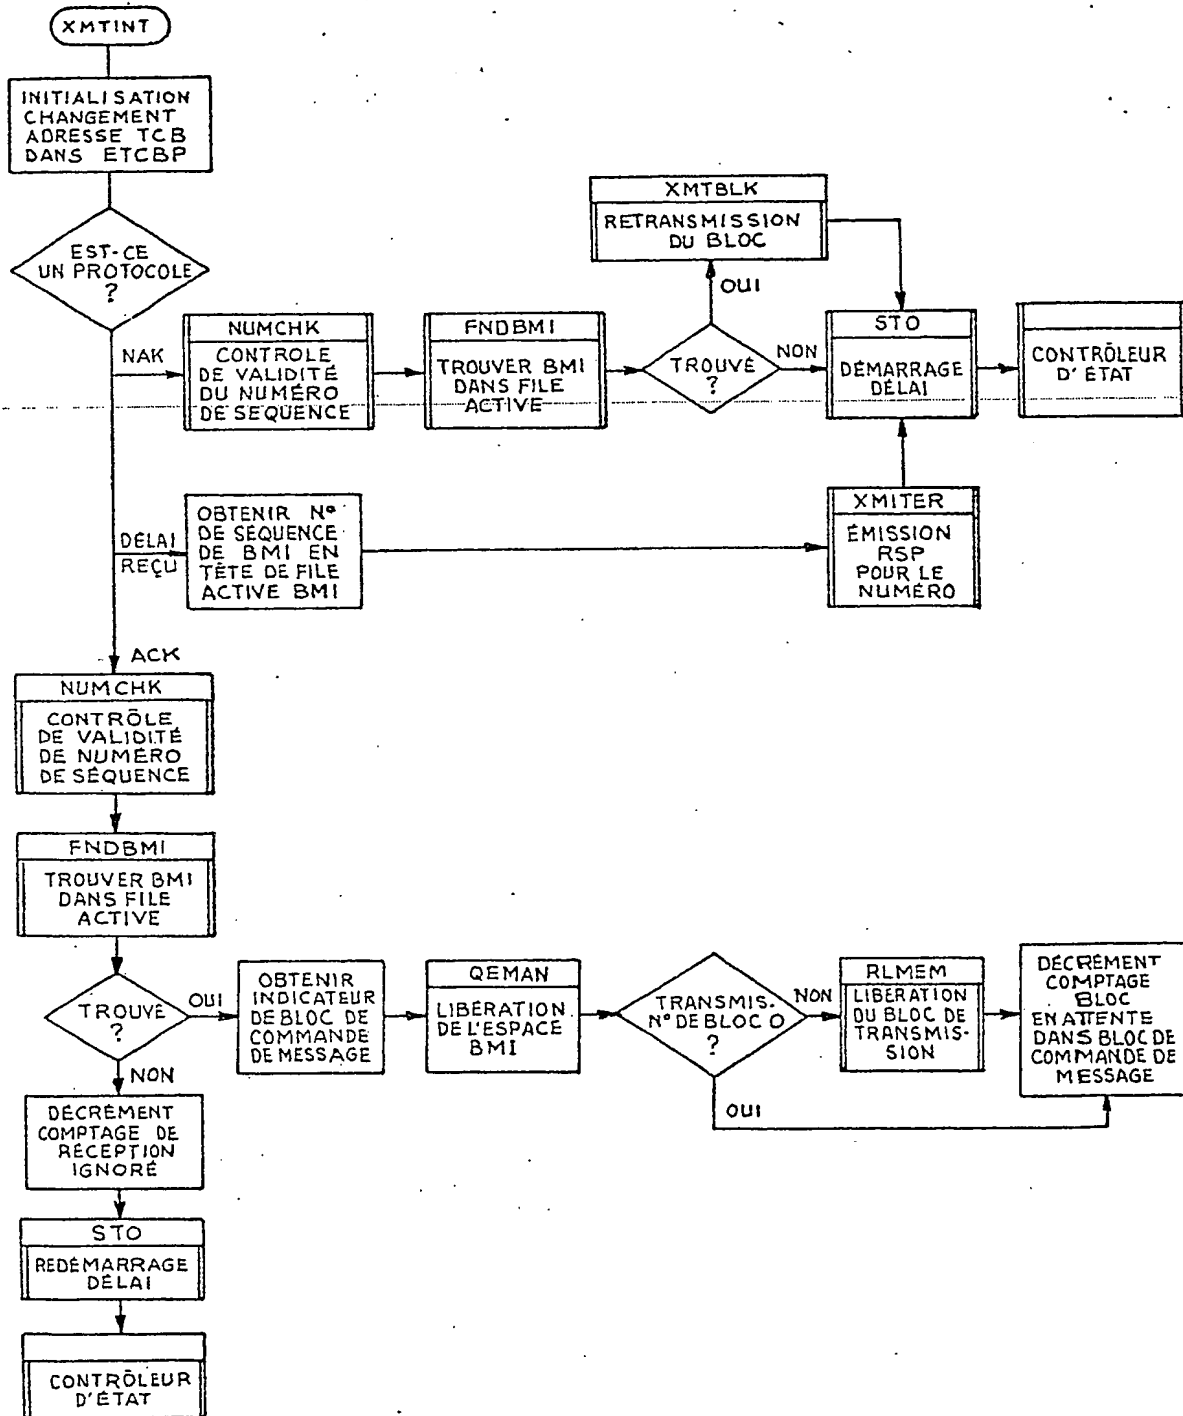 XMTINT
INITIALISATION
CHANGEMENT
ADRESSE TCB
DANS ETCBP
EST-CE
UN PROTOCOLE
?
NAK
NUMCHK
CONTROLE
DE VALIDITÉ
DU NUMÉRO
DE SÉQUENCE
FNDBMI
TROUVER BMI
DANS FILE
ACTIVE
TROUVÉ
?
OUI
XMTBLK
RETRANSMISSION
DU BLOC
NON
STO
DÉMARRAGE
DÉLAI
CONTRÔLEUR
D'ÉTAT
DÉLAI
REÇU
OBTENIR N°
DE SÉQUENCE
DE BMI EN
TÊTE DE FILE
ACTIVE BMI
XMITER
ÉMISSION
RSP
POUR LE
NUMÉRO
ACK
NUMCHK
CONTRÔLE
DE VALIDITÉ
DE NUMÉRO
DE SÉQUENCE
FNDBMI
TROUVER BMI
DANS FILE
ACTIVE
TROUVÉ
?
OUI
OBTENIR
INDICATEUR
DE BLOC DE
COMMANDE
DE MESSAGE
QEMAN
LIBÉRATION
DE L'ESPACE
BMI
TRANSMIS.
N° DE BLOC O
?
NON
RLMEM
LIBÉRATION
DU BLOC DE
TRANSMIS-
SION
DÉCRÉMENT
COMPTAGE
BLOC
EN ATTENTE
DANS BLOC DE
COMMANDE DE
MESSAGE
OUI
NON
DÉCRÉMENT
COMPTAGE DE
RÉCEPTION
IGNORÉ
STO
REDÉMARRAGE
DÉLAI
CONTRÔLEUR
D'ÉTAT